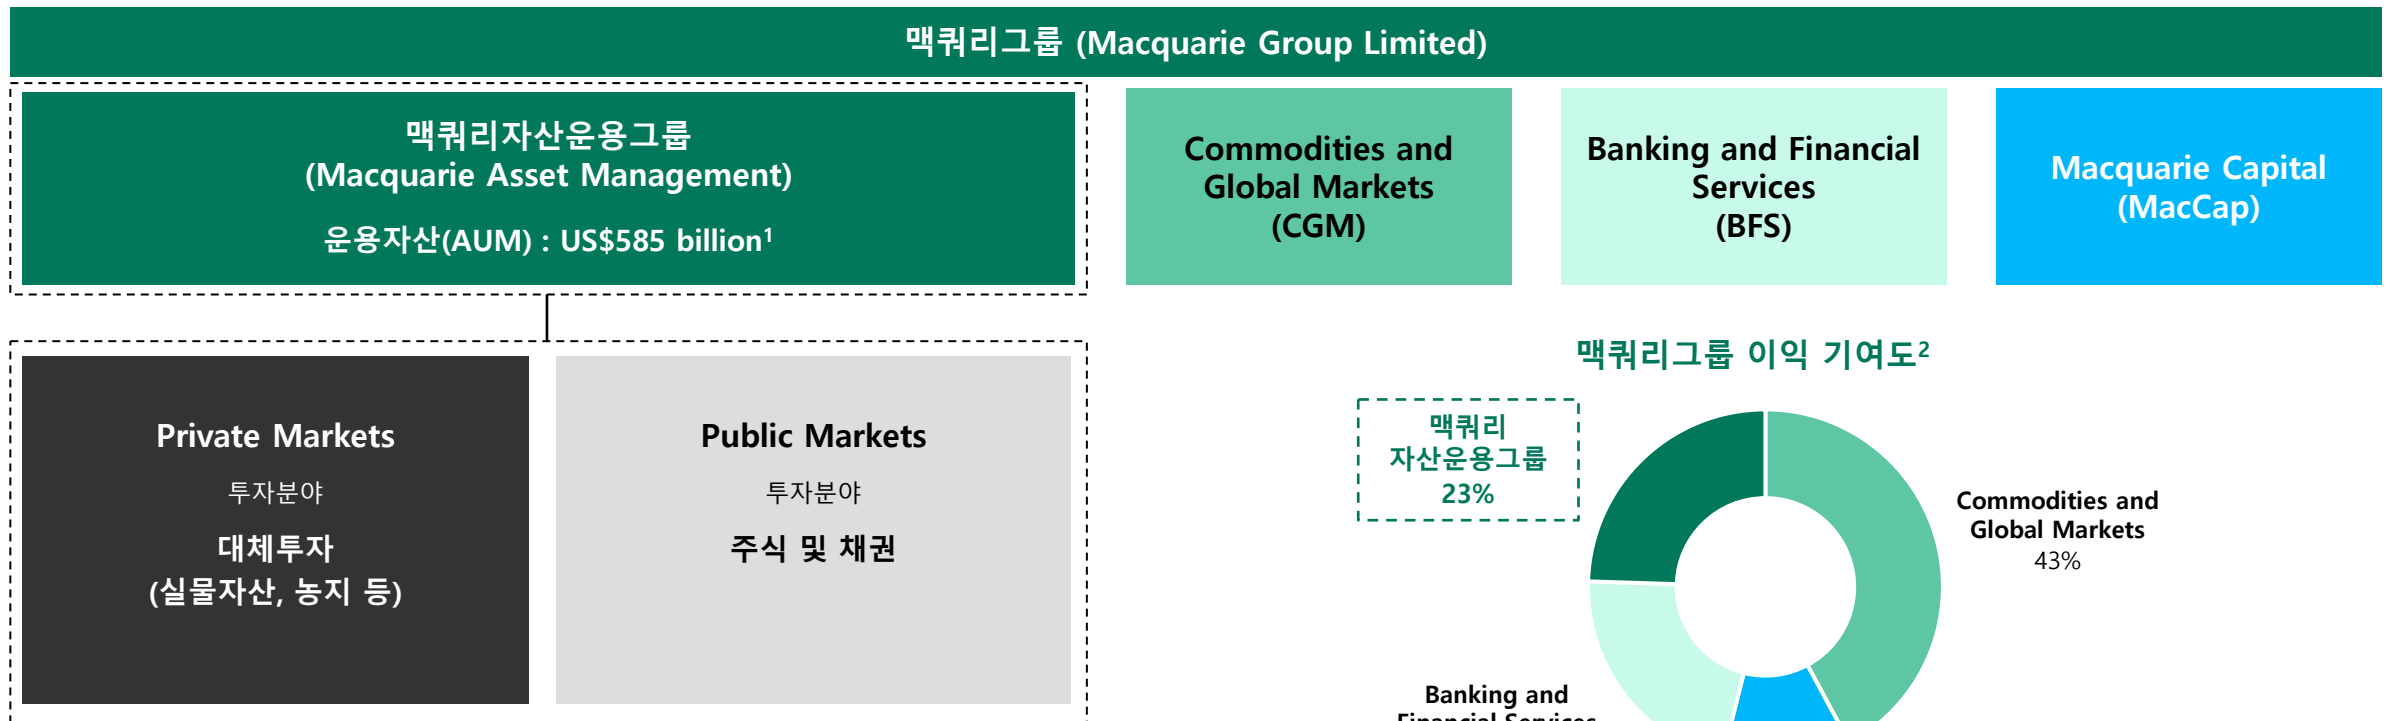 맥쿼리그룹 (Macquarie Group Limited)
맥쿼리자산운용그룹
(Macquarie Asset Management)
운용자산(AUM) : US$585 billion¹
Commodities and
Global Markets
(CGM)
Banking and Financial
Services
(BFS)
Macquarie Capital
(MacCap)
Private Markets
투자분야
대체투자
(실물자산, 농지 등)
Public Markets
투자분야
주식 및 채권
맥쿼리그룹 이익 기여도²
맥쿼리
자산운용그룹
23%
Commodities and
Global Markets
43%
Banking and
Financial Services